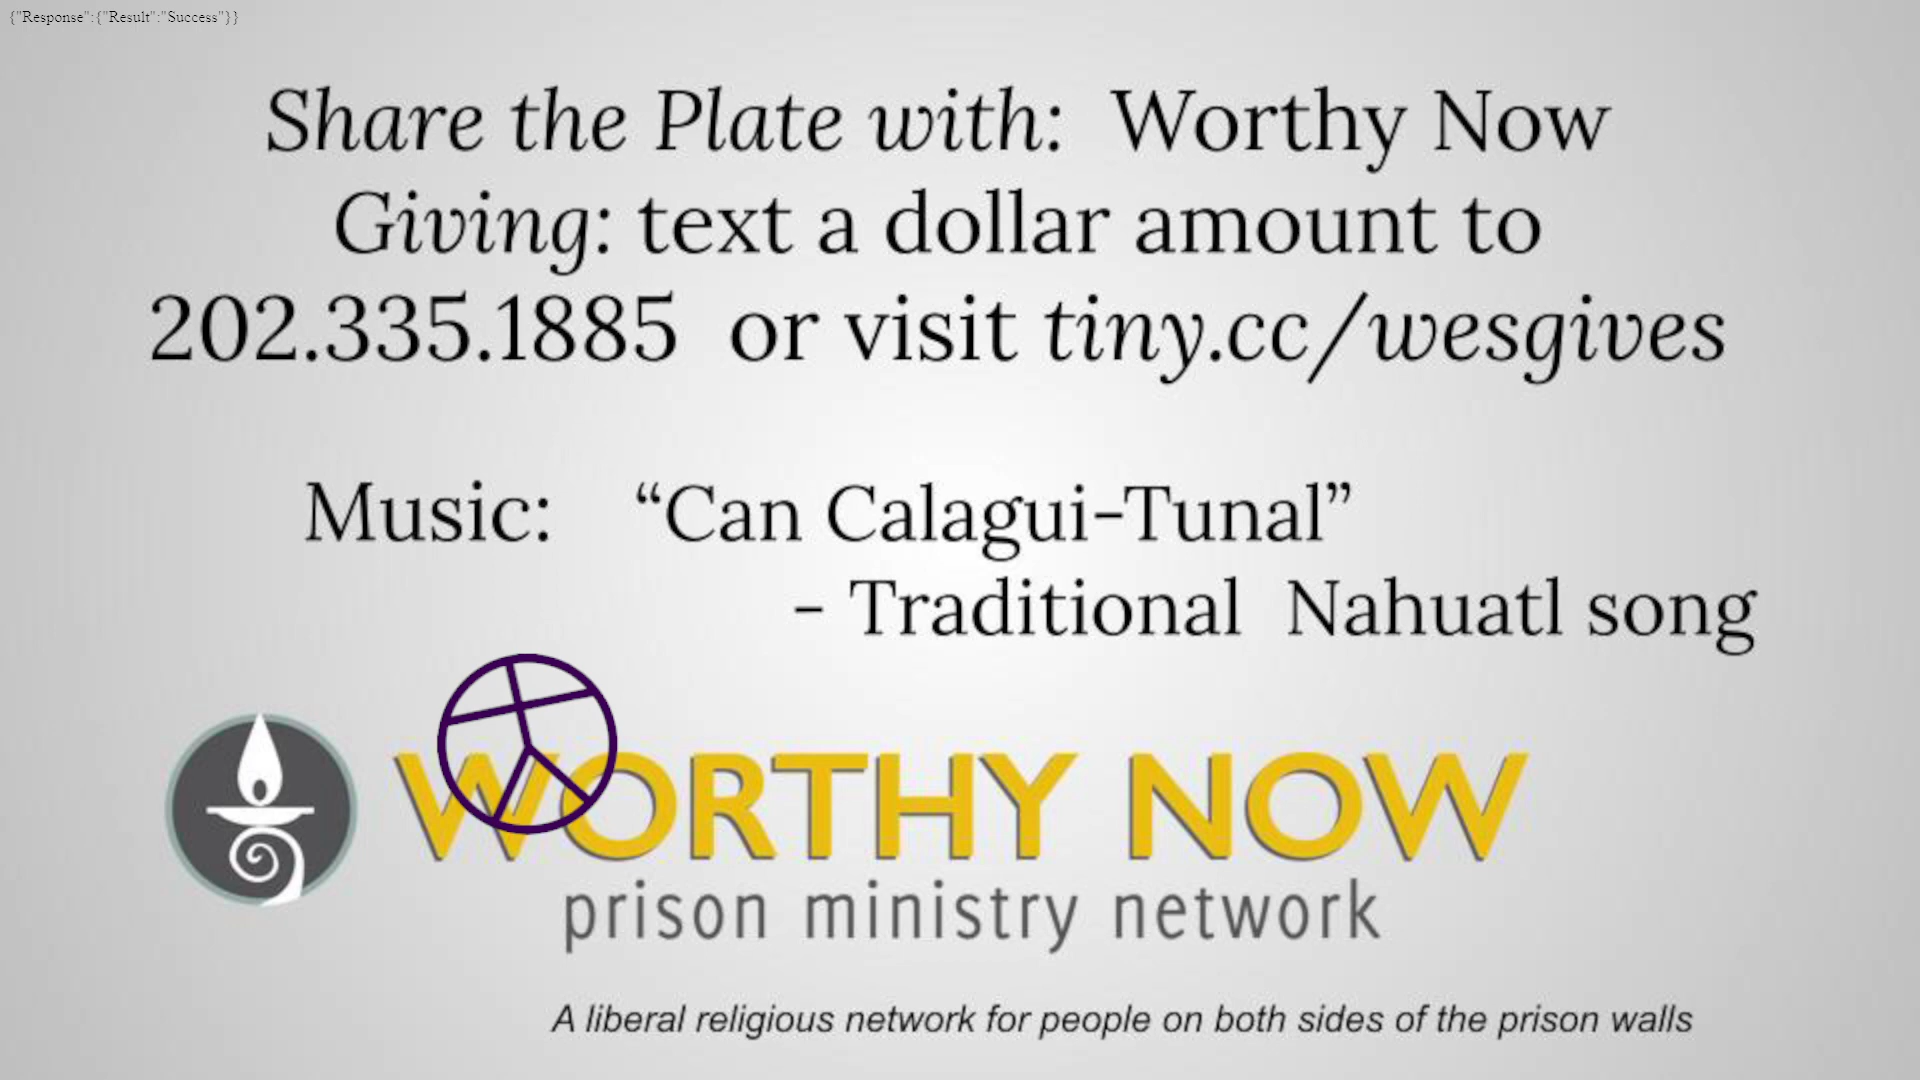 {"Response":{"Result":"Success"}}
Share the Plate with: Worthy Now
Giving: text a dollar amount to
202.335.1885 or visit tiny.cc/wesgives
Music: “Can Calagui-Tunal”
- Traditional Nahuatl song
WORTHY NOW
prison ministry network
A liberal religious network for people on both sides of the prison walls